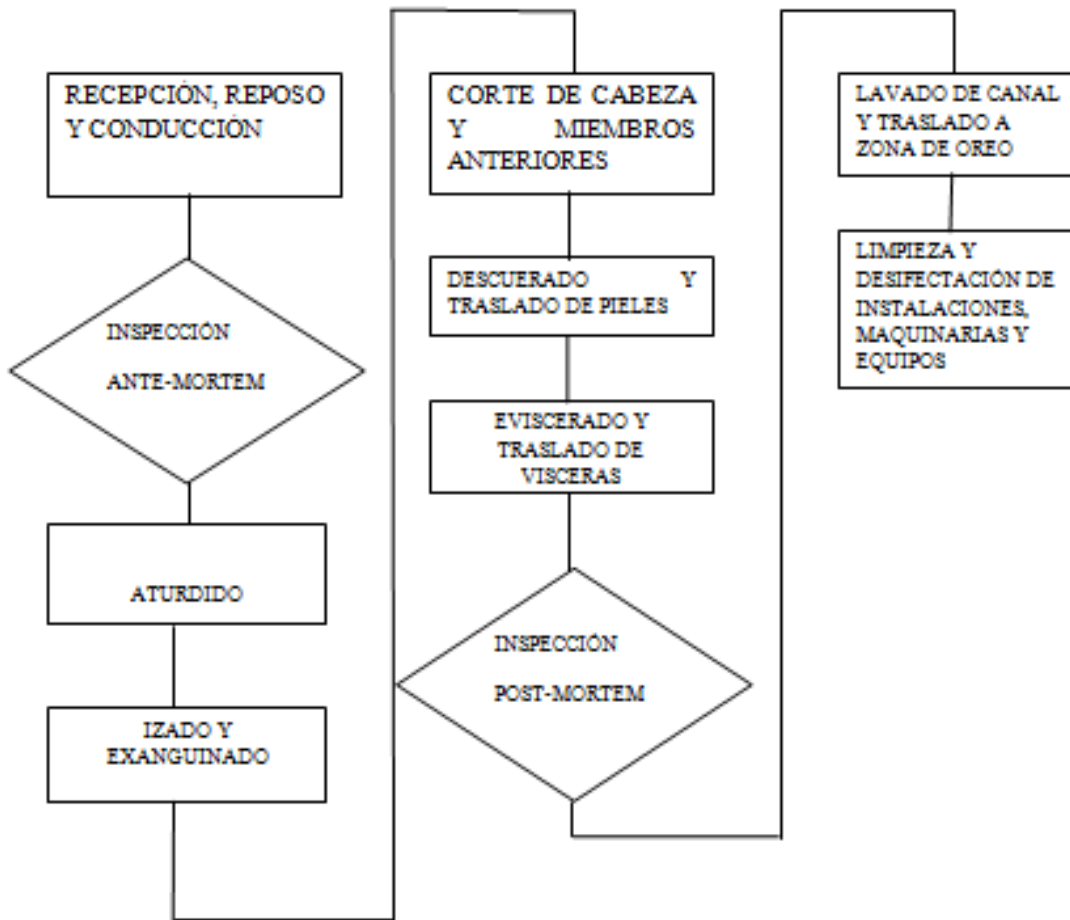 RECEPCIÓN, REPOSO
Y CONDUCCIÓN
INSPECCIÓN
ANTE-MORTEM
ATURDIDO
IZADO Y
EXANGUINADO
CORTE DE CABEZA
Y MIEMBROS
ANTERIORES
DESCUERADO Y
TRASLADO DE PIELES
EVISCERADO Y
TRASLADO DE
VISCERAS
INSPECCIÓN
POST-MORTEM
LAVADO DE CANAL
Y TRASLADO A
ZONA DE OREO
LIMPIEZA Y
DESIFECTACIÓN DE
INSTALACIONES,
MAQUINARIAS Y
EQUIPOS